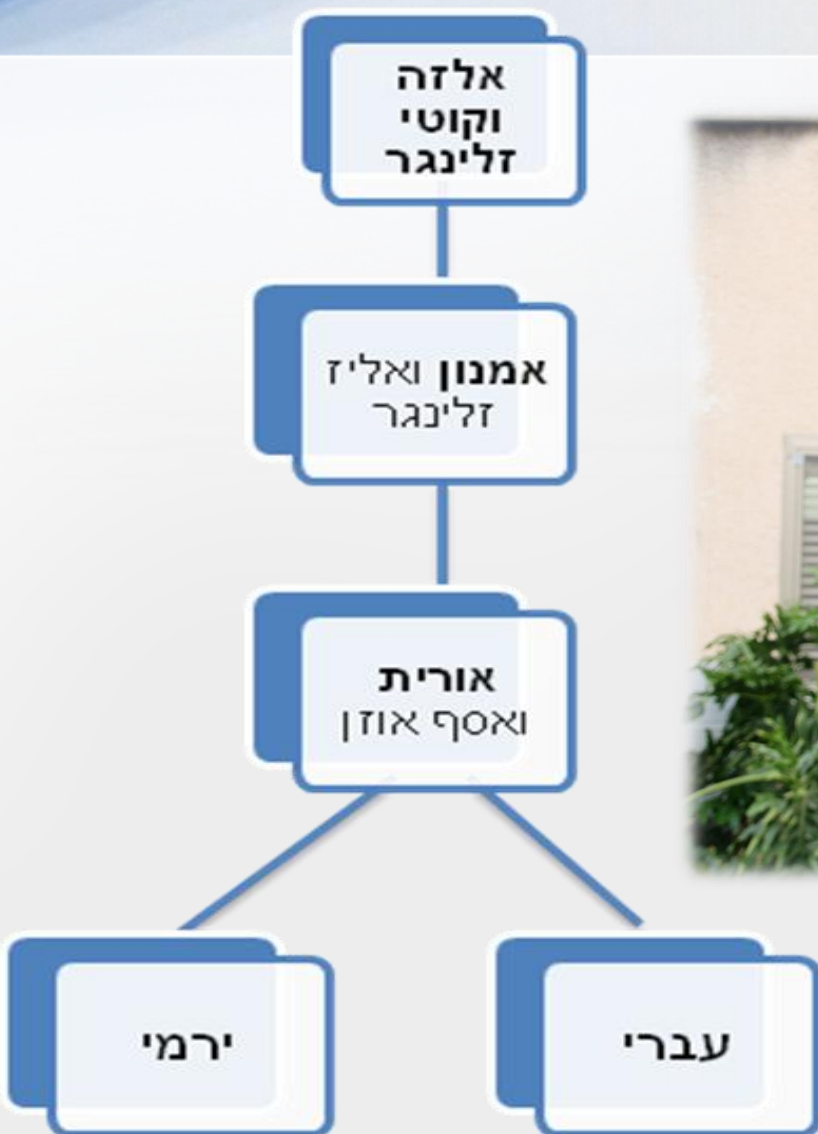 אלזה
וקוטי
זלינגר
אמנון ואליז
זלינגר
אורית
ואסף אוזן
עברי
ירמי